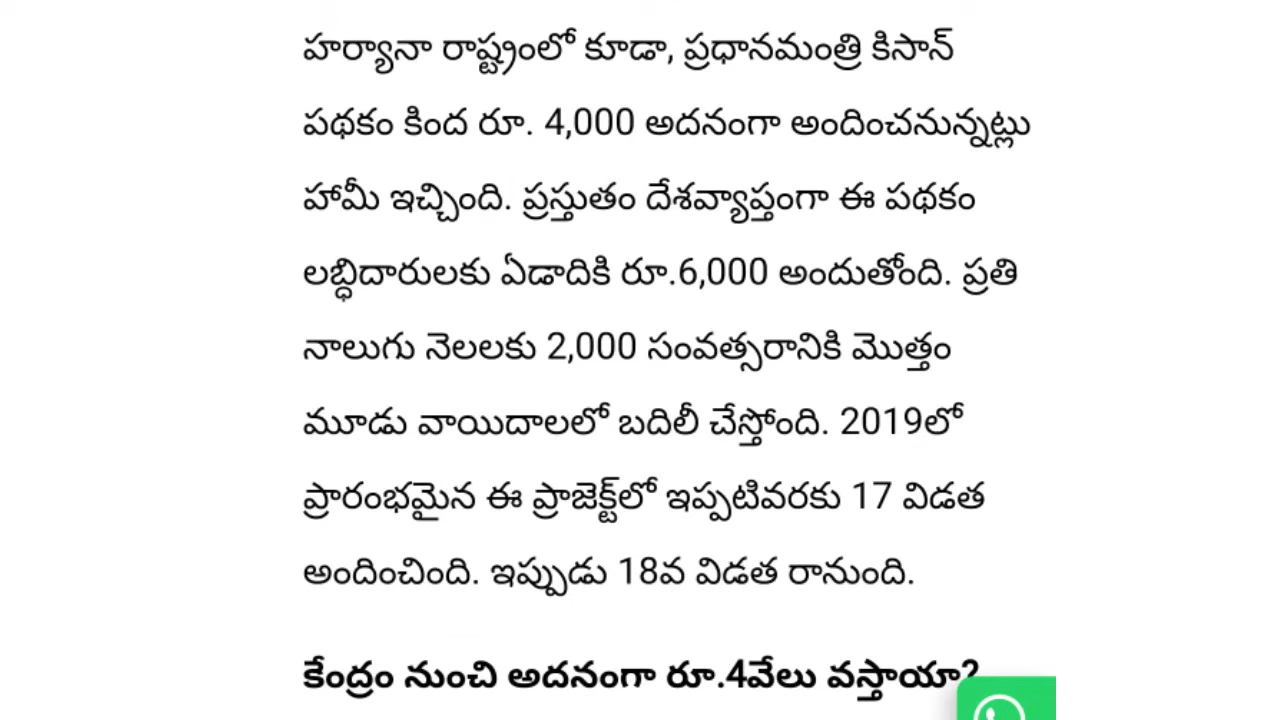 హర్యానా రాష్ట్రంలో కూడా, ప్రధానమంత్రి కిసాన్
పథకం కింద రూ. 4,000 అదనంగా అందించనున్నట్లు
హామీ ఇచ్చింది. ప్రస్తుతం దేశవ్యాప్తంగా ఈ పథకం
లబ్ధిదారులకు ఏడాదికి రూ.6,000 అందుతోంది. ప్రతి
నాలుగు నెలలకు 2,000 సంవత్సరానికి మొత్తం
మూడు వాయిదాలలో బదిలీ చేస్తోంది. 2019లో
ప్రారంభమైన ఈ ప్రాజెక్ట్‌లో ఇప్పటివరకు 17 విడత
అందించింది. ఇప్పుడు 18వ విడత రానుంది.
కేంద్రం నుంచి అదనంగా రూ.4వేలు వస్తాయా?